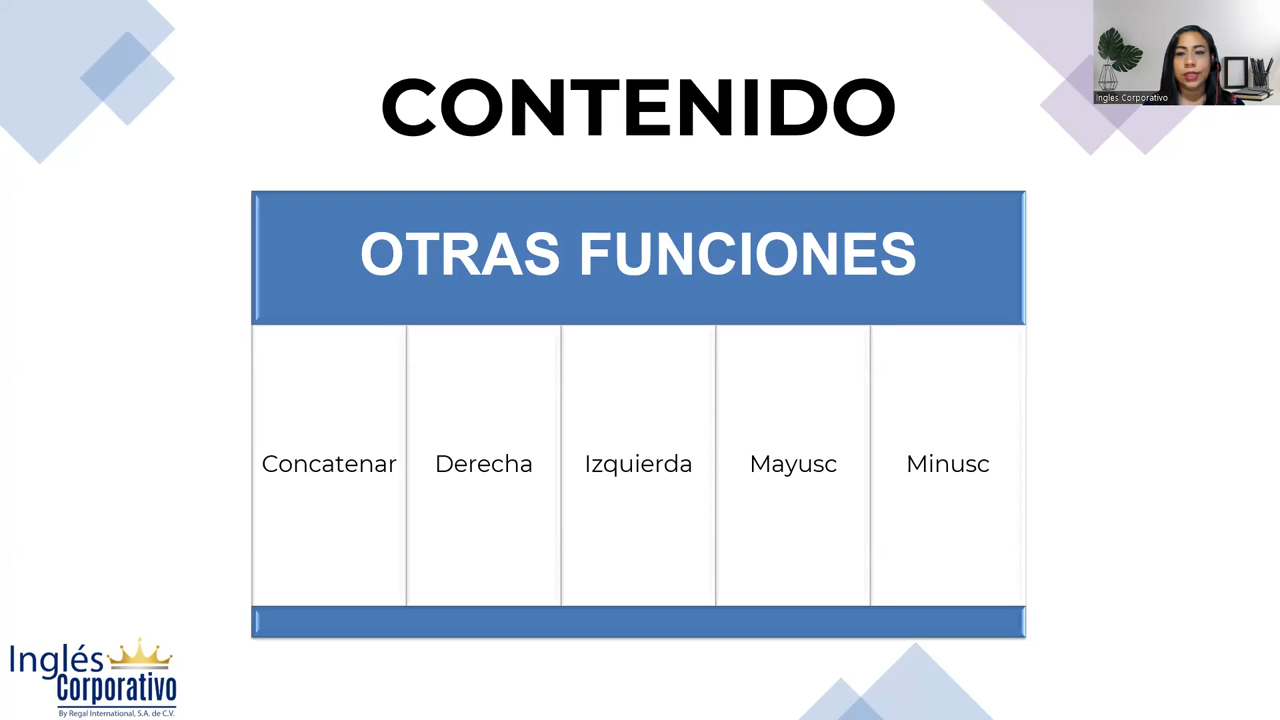 CONTENIDO
Ingles Corporativo
OTRAS FUNCIONES
Concatenar
Derecha
Izquierda
Mayusc
Minusc
Inglés
Corporativo
By Regal International, S.A. de C.V.